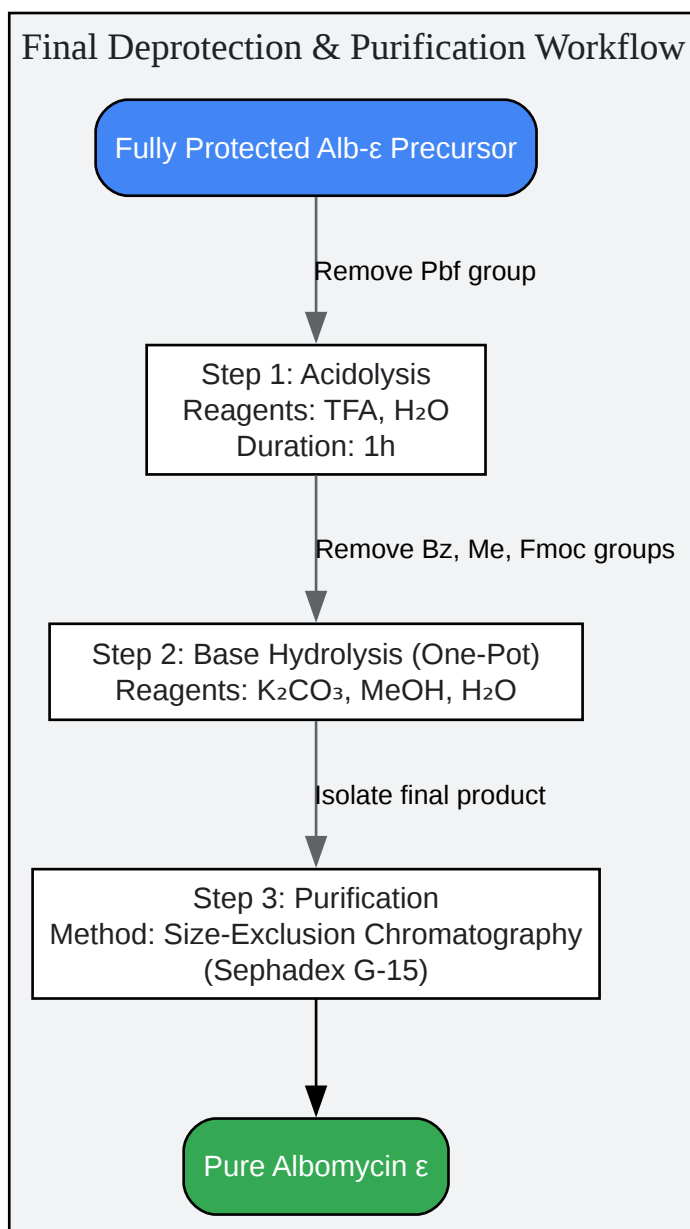 Final Deprotection & Purification Workflow
Fully Protected Alb-ε Precursor
Remove Pbf group
Step 1: Acidolysis
Reagents: TFA, H₂O
Duration: 1h
Remove Bz, Me, Fmoc groups
Step 2: Base Hydrolysis (One-Pot)
Reagents: K₂CO₃, MeOH, H₂O
Isolate final product
Step 3: Purification
Method: Size-Exclusion Chromatography
(Sephadex G-15)
Pure Albomycin ε